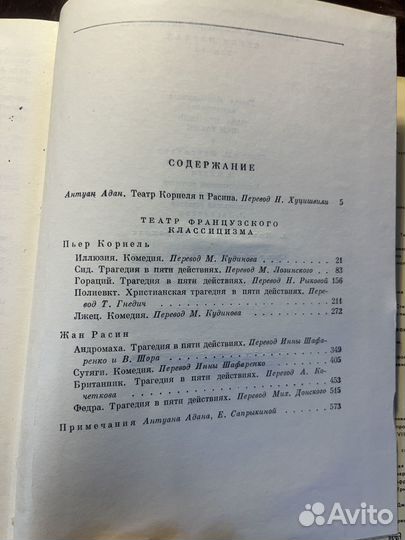 СОДЕРЖАНИЕ
Антуан Адан. Театр Корнеля и Расина. Перевод Н. Хуцишвили 5
ТЕАТР ФРАНЦУЗСКОГО
КЛАССИЦИЗМА
Пьер Корнель
Иллюзия. Комедия. Перевод М. Кудинова . . . . 21
Сид. Трагедия в пяти действиях. Перевод М. Лозинского . . 83
Гораций. Трагедия в пяти действиях. Перевод Н. Рыковой 156
Полиевкт. Христианская трагедия в пяти действиях. Пере-
вод Т. Гнедич . . . . 214
Лжец. Комедия. Перевод М. Кудинова . . . . 272
Жан Расин
Андромаха. Трагедия в пяти действиях. Перевод Инны Шафа-
ренко и В. Шора . . . . 349
Сутяги. Комедия. Перевод Инны Шафаренко . . . . 405
Британник. Трагедия в пяти действиях. Перевод А. Ко-
четкова . . . . 453
Федра. Трагедия в пяти действиях. Перевод Мих. Донского . 515
Примечания Антуана Адана, Е. Сапрыкиной . . . . 573
Avito